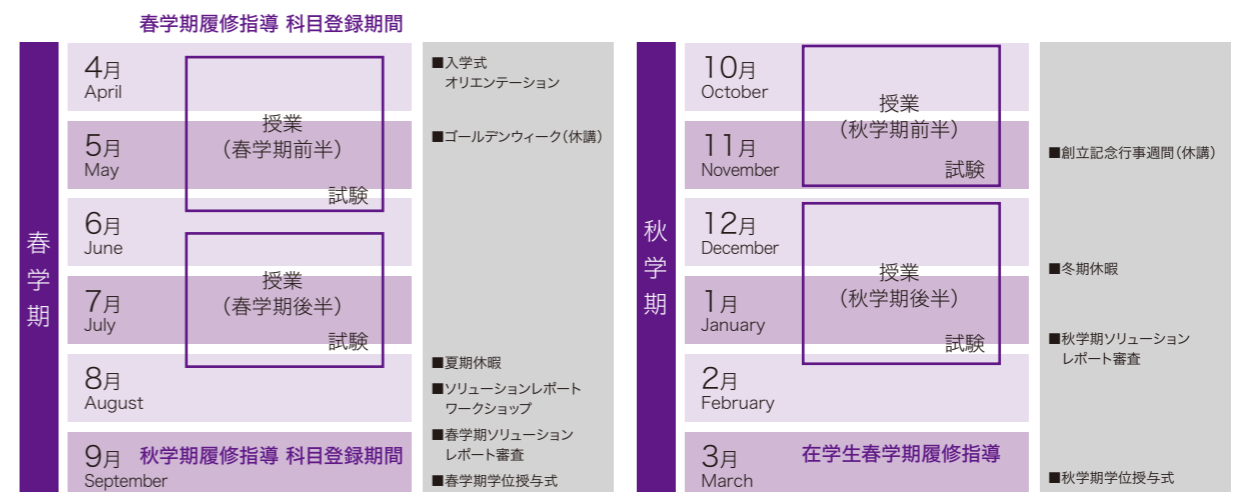 春学期履修指導 科目登録期間
春学期
4月
April
5月
May
6月
June
7月
July
8月
August
9月
September
授業
(春学期前半)
試験
授業
(春学期後半)
試験
秋学期履修指導 科目登録期間
■入学式
オリエンテーション
■ゴールデンウィーク(休講)
■夏期休暇
■ソリューションレポート
ワークショップ
■春学期ソリューション
レポート審査
■春学期学位授与式
秋学期
10月
October
11月
November
12月
December
1月
January
2月
February
3月
March
授業
(秋学期前半)
試験
授業
(秋学期後半)
試験
在学生春学期履修指導
■創立記念行事週間(休講)
■冬期休暇
■秋学期ソリューション
レポート審査
■秋学期学位授与式